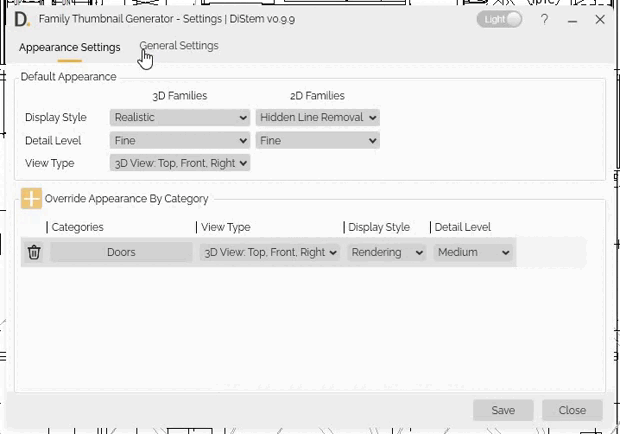 D. Family Thumbnail Generator - Settings | DiStem v0.9.9 Light ?
Appearance Settings General Settings
Default Appearance
3D Families 2D Families
Display Style Realistic Hidden Line Removal
Detail Level Fine Fine
View Type 3D View: Top, Front, Right
Override Appearance By Category
Categories View Type Display Style Detail Level
Doors 3D View: Top, Front, Right Rendering Medium
Save Close